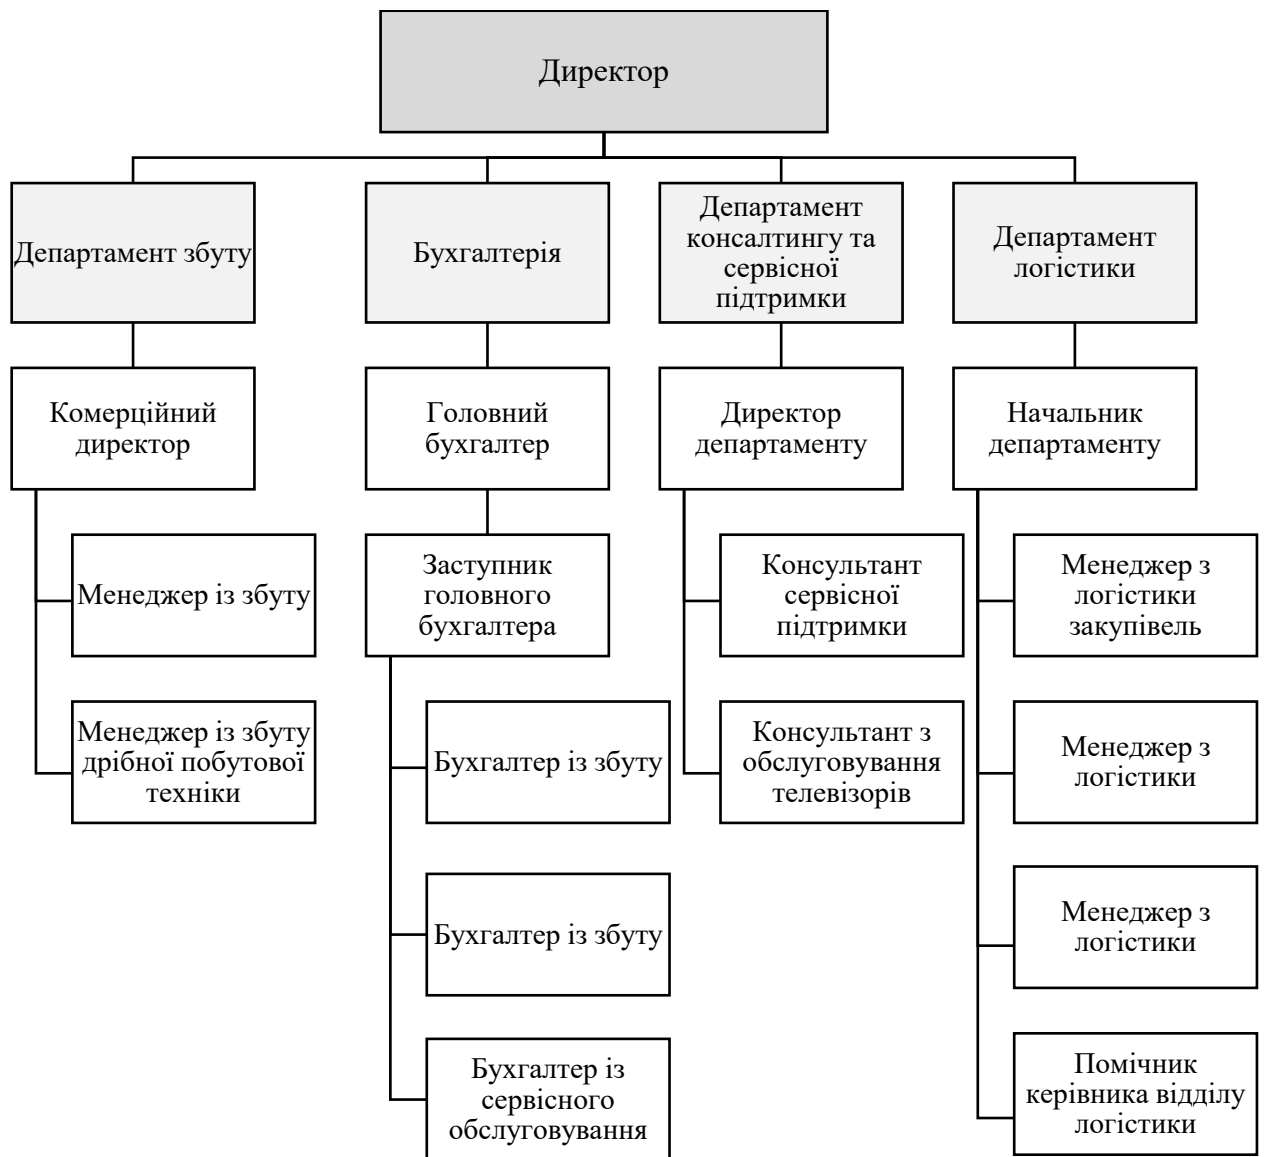 Директор
Департамент збуту
Бухгалтерія
Департамент
консалтингу та
сервісної
підтримки
Департамент
логістики
Комерційний
директор
Головний
бухгалтер
Директор
департаменту
Начальник
департаменту
Менеджер із збуту
Заступник
головного
бухгалтера
Консультант
сервісної
підтримки
Менеджер з
логістики
закупівель
Менеджер із збуту
дрібної побутової
техніки
Бухгалтер із збуту
Консультант з
обслуговування
телевізорів
Менеджер з
логістики
Бухгалтер із збуту
Менеджер з
логістики
Бухгалтер із
сервісного
обслуговування
Помічник
керівника відділу
логістики